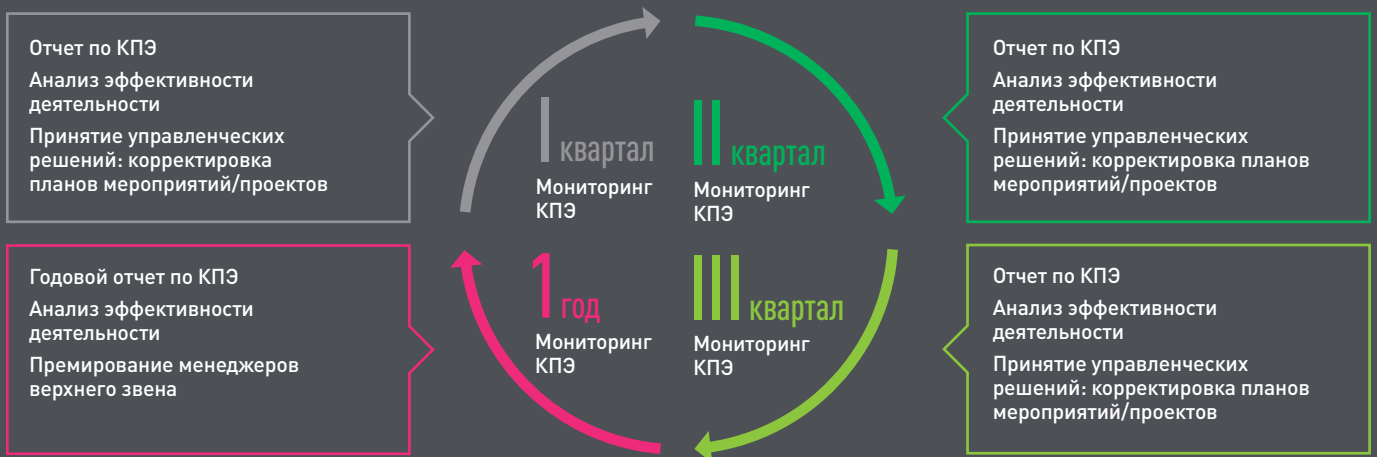 Отчет по КПЭ
Анализ эффективности
деятельности
Принятие управленческих
решений: корректировка
планов мероприятий/проектов
I квартал
Мониторинг
КПЭ
II квартал
Мониторинг
КПЭ
Отчет по КПЭ
Анализ эффективности
деятельности
Принятие управленческих
решений: корректировка планов
мероприятий/проектов
Годовой отчет по КПЭ
Анализ эффективности
деятельности
Премирование менеджеров
верхнего звена
1 год
Мониторинг
КПЭ
III квартал
Мониторинг
КПЭ
Отчет по КПЭ
Анализ эффективности
деятельности
Принятие управленческих
решений: корректировка планов
мероприятий/проектов